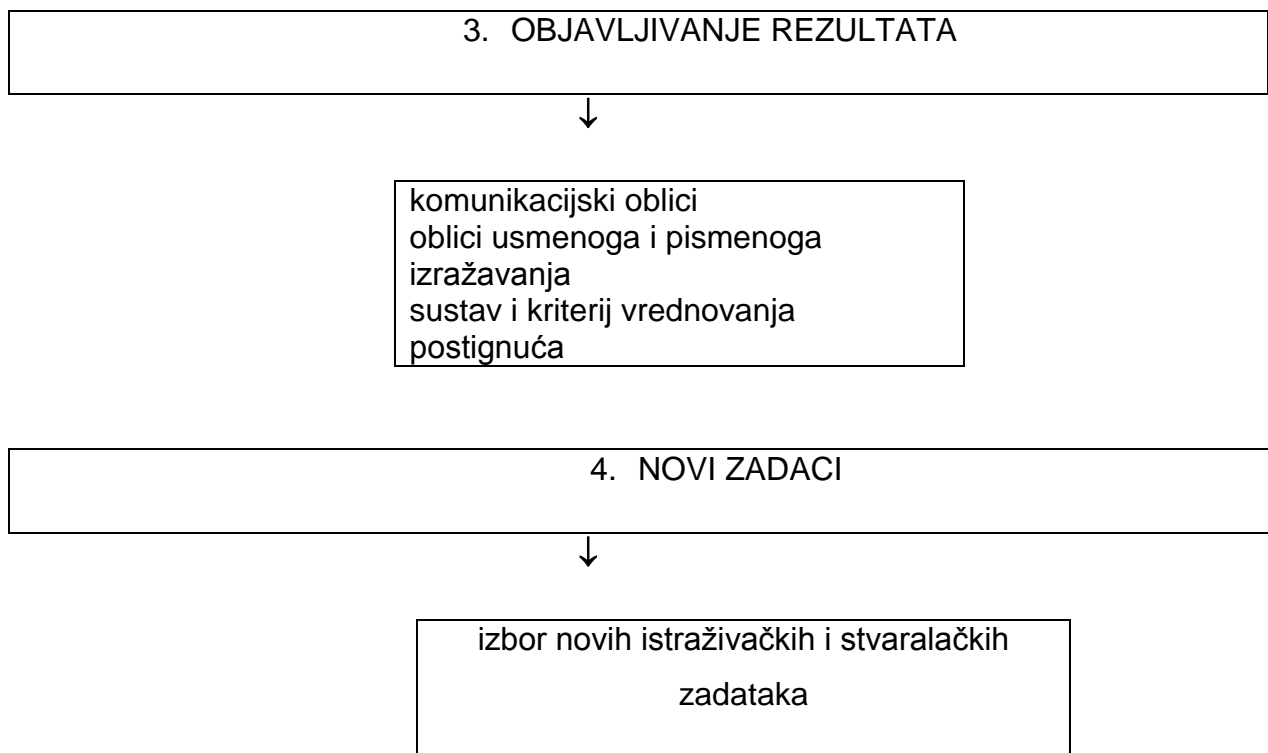 3. OBJAVLJIVANJE REZULTATA
↓
komunikacijski oblici
oblici usmenoga i pismenoga
izražavanja
sustav i kriterij vrednovanja
postignuća
4. NOVI ZADACI
↓
izbor novih istraživačkih i stvaralačkih
zadataka